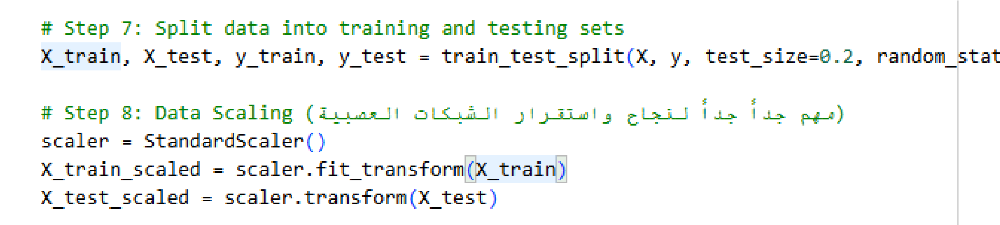 # Step 7: Split data into training and testing sets
X_train, X_test, y_train, y_test = train_test_split(X, y, test_size=0.2, random_stat
# Step 8: Data Scaling (مهم جداً جداً لنجاح واستقرار الشبكات العصبية)
scaler = StandardScaler()
X_train_scaled = scaler.fit_transform(X_train)
X_test_scaled = scaler.transform(X_test)